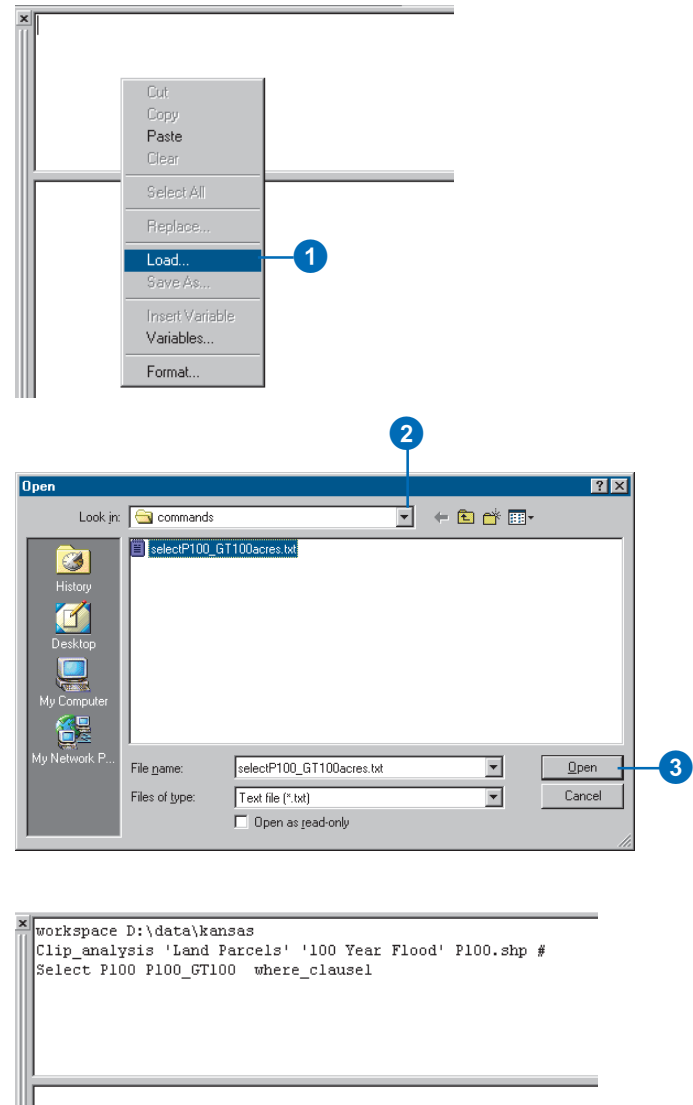 Cut
Copy
Paste
Clear
Select All
Replace...
Load...
1
Save As...
Insert Variable
Variables...
Format...
2
Open
Look in: commands
selectP100_GT100acres.txt
History
Desktop
My Computer
My Network P...
File name: selectP100_GT100acres.txt Open
3
Files of type: Text file (*.txt) Cancel
Open as read-only
workspace D:\data\kansas
Clip_analysis 'Land Parcels' '100 Year Flood' P100.shp #
Select P100 P100_GT100  where_clause1